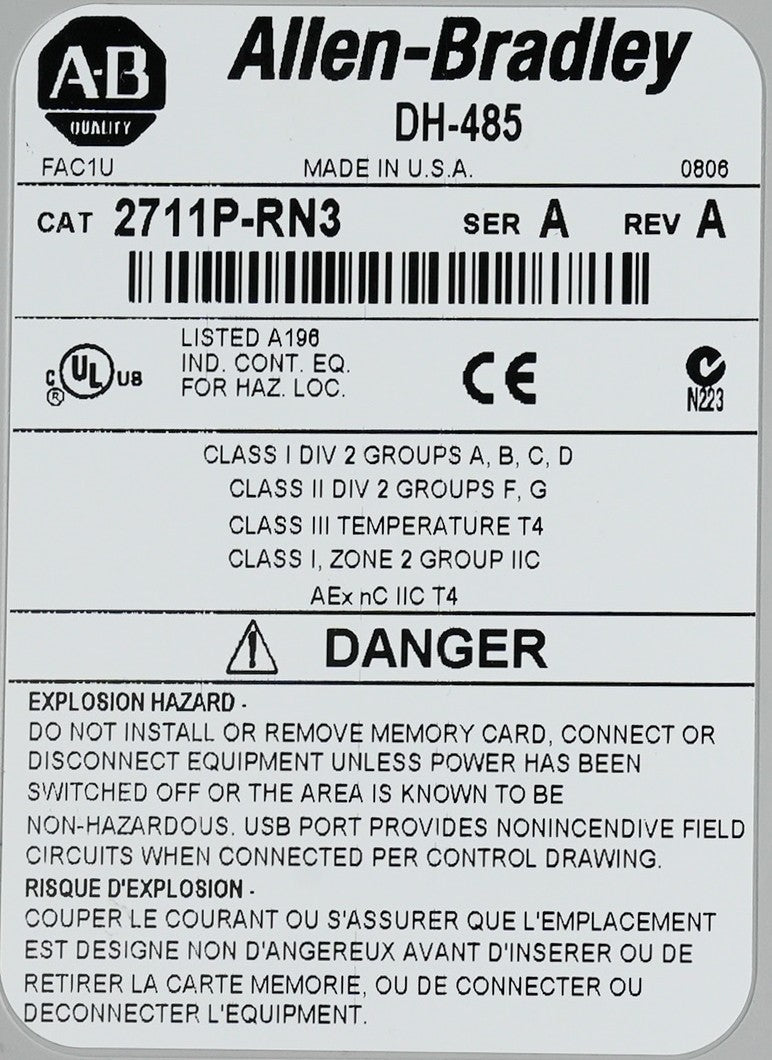 A-B
QUALITY
Allen-Bradley
DH-485
FAC1U MADE IN U.S.A. 0806
CAT 2711P-RN3 SER A REV A
C UL US
®
LISTED A196
IND. CONT. EQ.
FOR HAZ. LOC.
CE
N223
CLASS I DIV 2 GROUPS A, B, C, D
CLASS II DIV 2 GROUPS F, G
CLASS III TEMPERATURE T4
CLASS I, ZONE 2 GROUP IIC
AEx nC IIC T4
DANGER
EXPLOSION HAZARD -
DO NOT INSTALL OR REMOVE MEMORY CARD, CONNECT OR
DISCONNECT EQUIPMENT UNLESS POWER HAS BEEN
SWITCHED OFF OR THE AREA IS KNOWN TO BE
NON-HAZARDOUS. USB PORT PROVIDES NONINCENDIVE FIELD
CIRCUITS WHEN CONNECTED PER CONTROL DRAWING.
RISQUE D'EXPLOSION -
COUPER LE COURANT OU S'ASSURER QUE L'EMPLACEMENT
EST DESIGNE NON D'ANGEREUX AVANT D'INSERER OU DE
RETIRER LA CARTE MEMORIE, OU DE CONNECTER OU
DECONNECTER L'EQUIPMENT.